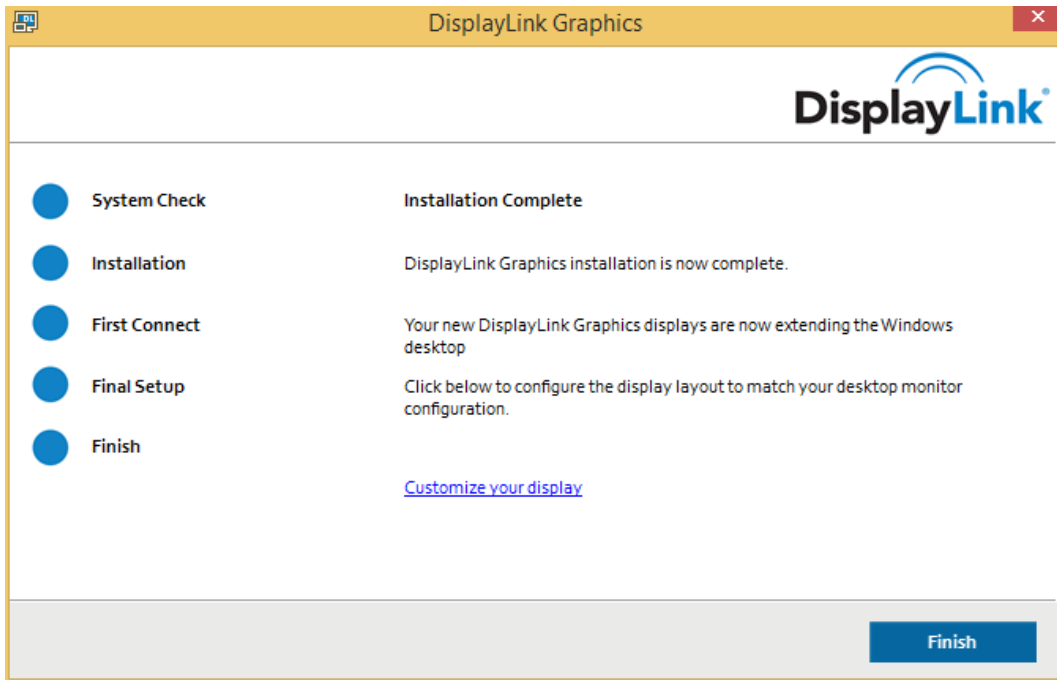 DisplayLink Graphics
DisplayLink
System Check
Installation Complete
Installation
DisplayLink Graphics installation is now complete.
First Connect
Your new DisplayLink Graphics displays are now extending the Windows
desktop
Final Setup
Click below to configure the display layout to match your desktop monitor
configuration.
Finish
Customize your display
Finish